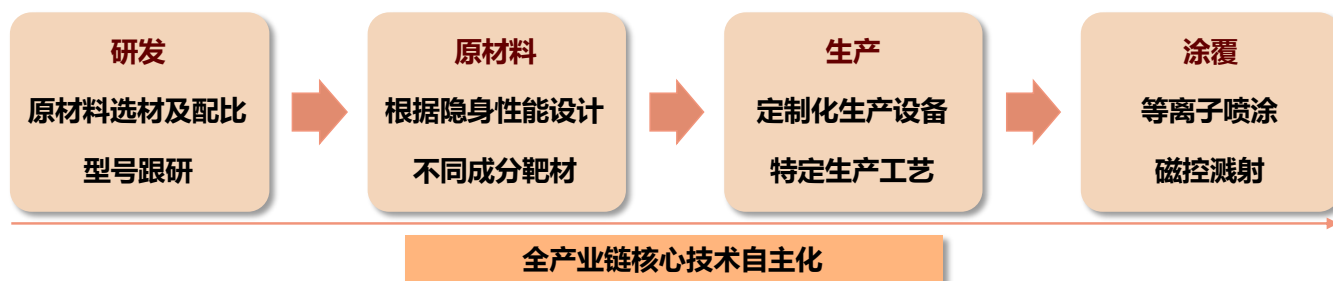 研发
原材料选材及配比
型号跟研
原材料
根据隐身性能设计
不同成分靶材
生产
定制化生产设备
特定生产工艺
涂覆
等离子喷涂
磁控溅射
全产业链核心技术自主化